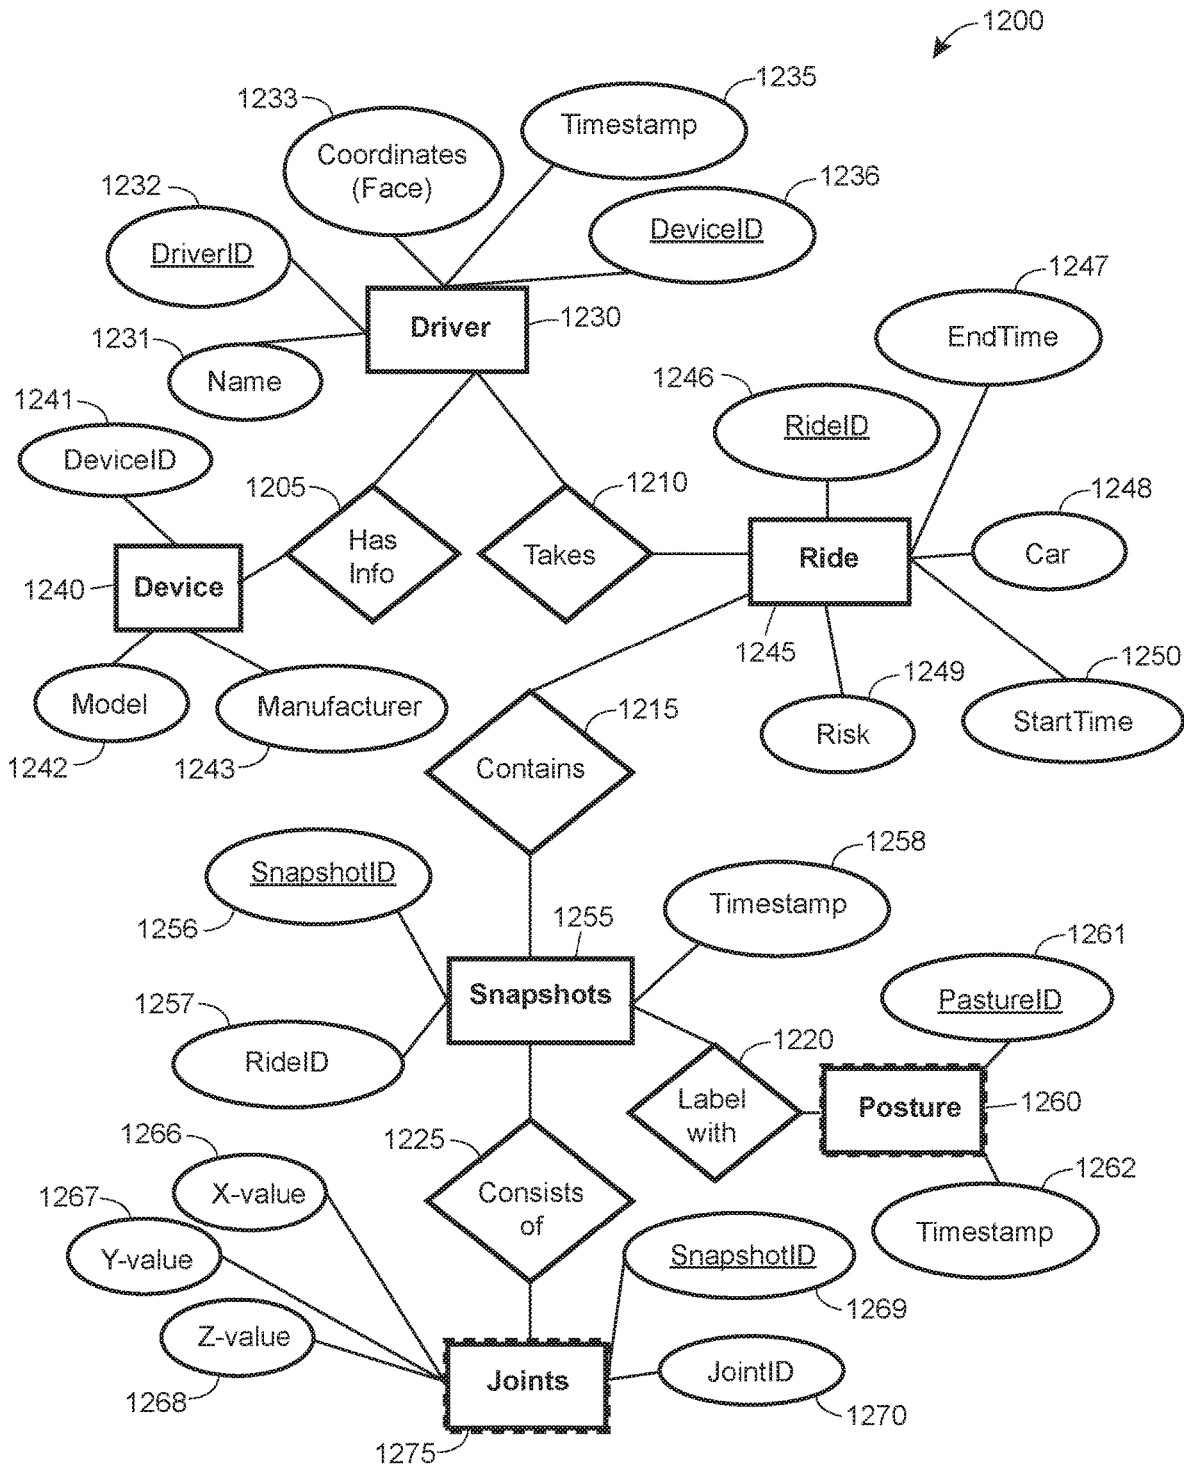 1200
1233
1235
Timestamp
Coordinates
(Face)
1232
1236
DriverID
DeviceID
1247
Driver
1230
EndTime
1231
Name
1246
1241
RideID
DeviceID
1205
1210
1248
Has
Info
Takes
Ride
Car
1240
Device
1245
1250
1249
Model
Manufacturer
1215
Risk
StartTime
1242
1243
Contains
1258
SnapshotID
Timestamp
1256
1255
1261
Snapshots
PastureID
1257
1220
RideID
Label
with
Posture
1260
1225
1266
1262
X-value
Consists
of
1267
Timestamp
Y-value
SnapshotID
1269
Z-value
Joints
JointID
1268
1270
1275